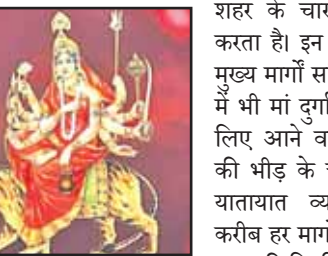 शहर के चार
करता है। इन
मुख्य मार्गों स
में भी मां दुर्गा
लिए आने व
की भीड़ के
यातायात व्य
करीब हर मार्ग